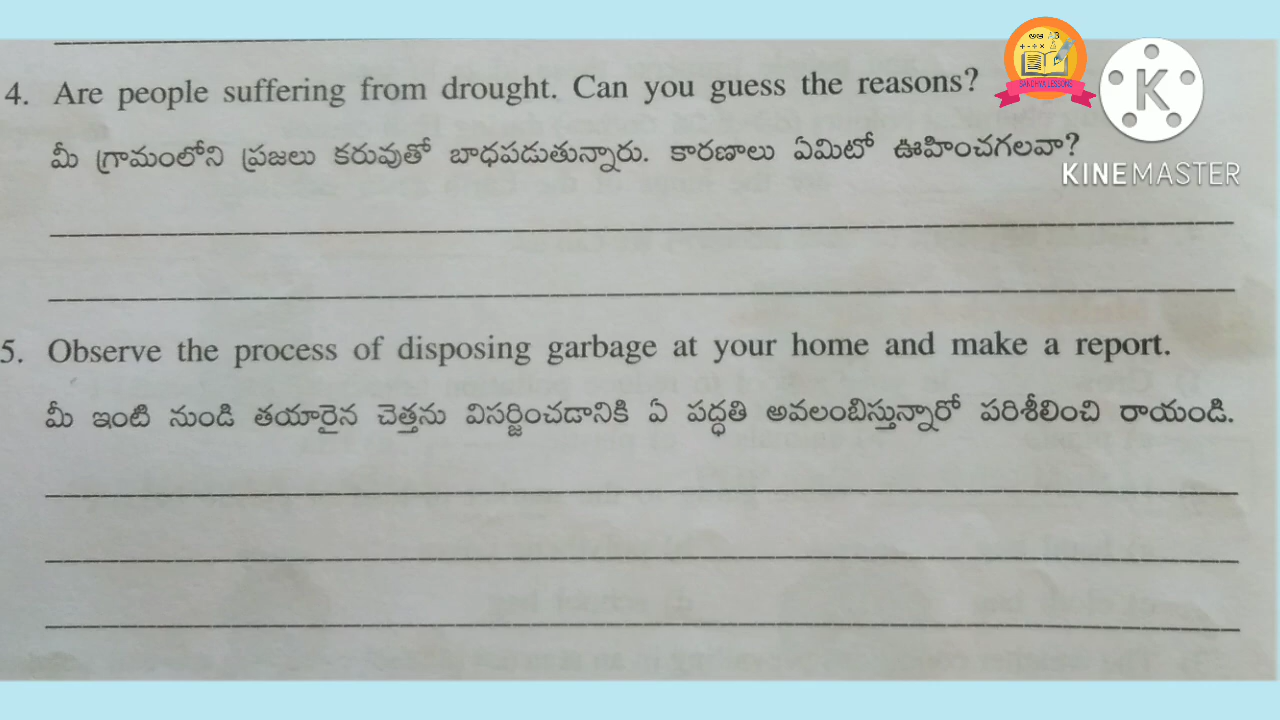 4. Are people suffering from drought. Can you guess the reasons?
మీ గ్రామంలోని ప్రజలు కరువుతో బాధపడుతున్నారు. కారణాలు ఏమిటో ఊహించగలవా?
SANDHYA LESSONS
K
KINEMASTER
5. Observe the process of disposing garbage at your home and make a report.
మీ ఇంటి నుండి తయారైన చెత్తను విసర్జించడానికి ఏ పద్ధతి అవలంబిస్తున్నారో పరిశీలించి రాయండి.